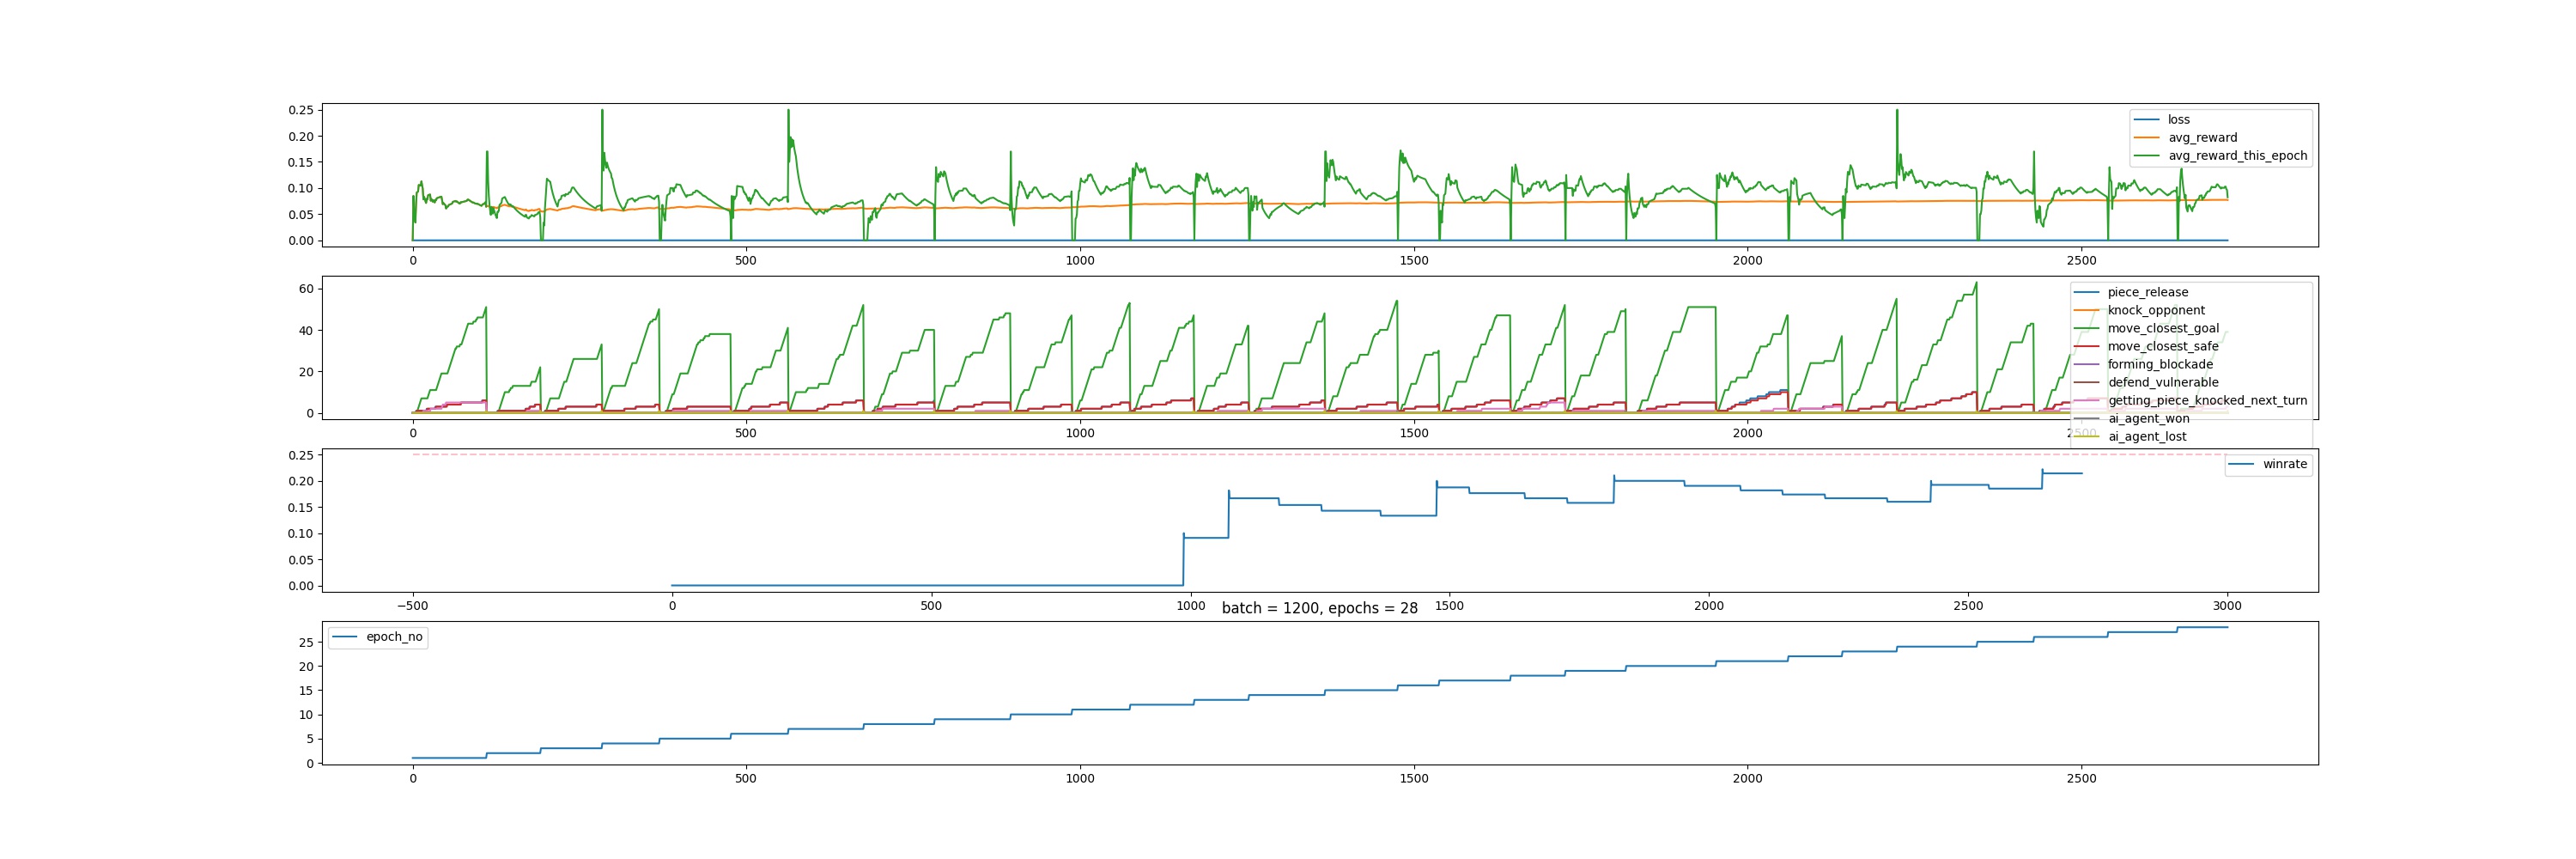 0.25
0.20
0.15
0.10
0.05
0.00
loss
avg_reward
avg_reward_this_epoch
0 500 1000 1500 2000 2500
60
40
20
0
piece_release
knock_opponent
move_closest_goal
move_closest_safe
forming_blockade
defend_vulnerable
getting_piece_knocked_next_turn
ai_agent_won
ai_agent_lost
0 500 1000 1500 2000 2500
0.25
0.20
0.15
0.10
0.05
0.00
winrate
−500 0 500 1000 1500 2000 2500 3000
batch = 1200, epochs = 28
25
20
15
10
5
0
epoch_no
0 500 1000 1500 2000 2500